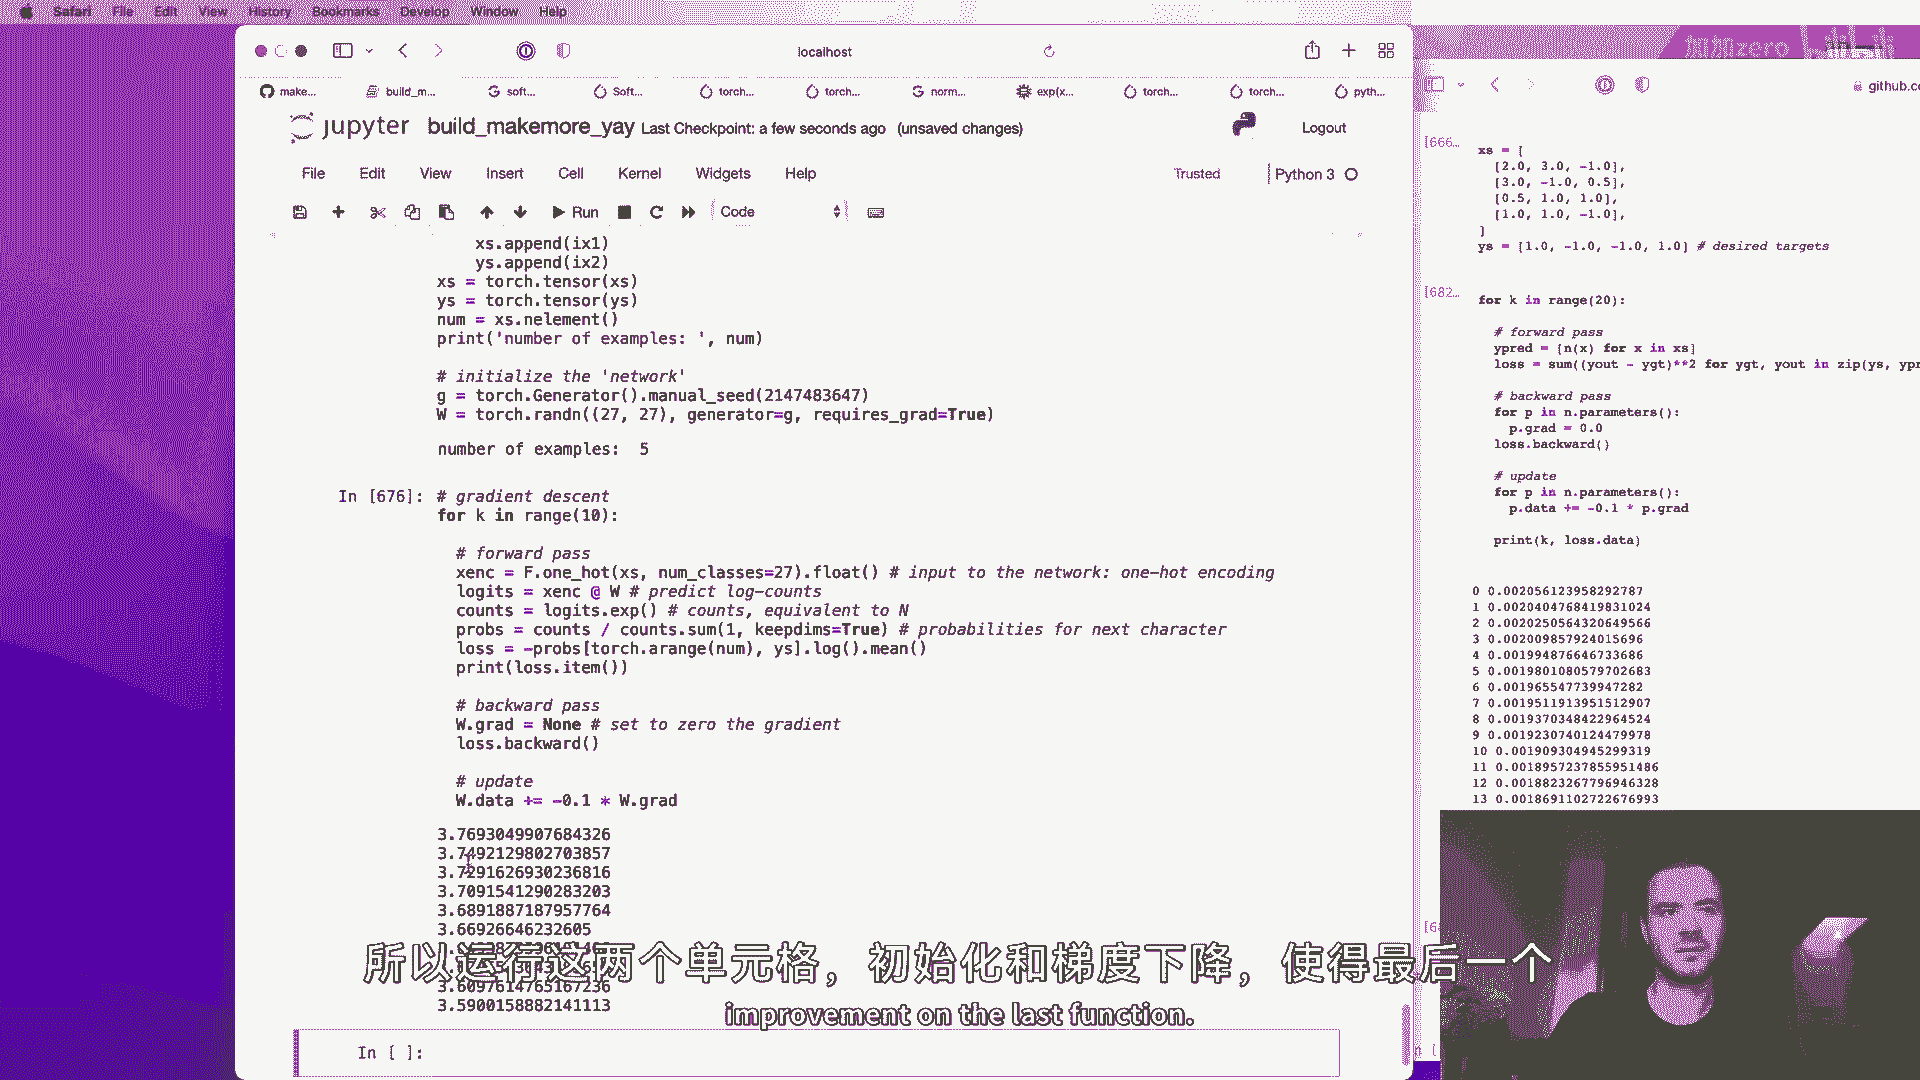 Safari File Edit View History Bookmarks Develop Window Help
localhost
make... build_m... soft... Soft... torch... torch... norm... exp(x... torch... torch... pyth...
jupyter build_makemore_yay Last Checkpoint: a few seconds ago (unsaved changes)
Logout
File Edit View Insert Cell Kernel Widgets Help
Trusted Python 3
Run Code
xs.append(ix1)
ys.append(ix2)
xs = torch.tensor(xs)
ys = torch.tensor(ys)
num = xs.nelement()
print('number of examples: ', num)
# initialize the 'network'
g = torch.Generator().manual_seed(2147483647)
W = torch.randn((27, 27), generator=g, requires_grad=True)
number of examples:  5
In [676]: # gradient descent
for k in range(10):
# forward pass
xenc = F.one_hot(xs, num_classes=27).float() # input to the network: one-hot encoding
logits = xenc @ W # predict log-counts
counts = logits.exp() # counts, equivalent to N
probs = counts / counts.sum(1, keepdims=True) # probabilities for next character
loss = -probs[torch.arange(num), ys].log().mean()
print(loss.item())
# backward pass
W.grad = None # set to zero the gradient
loss.backward()
# update
W.data += -0.1 * W.grad
3.7693049907684326
3.7492129802703857
3.7291626930236816
3.7091541290283203
3.6891887187957764
3.66926646232605
3.609761476516723​6
3.5900158882141113
In [ ]:
加加zero
github.co
[666...
xs = [
[2.0, 3.0, -1.0],
[3.0, -1.0, 0.5],
[0.5, 1.0, 1.0],
[1.0, 1.0, -1.0],
]
ys = [1.0, -1.0, -1.0, 1.0] # desired targets
[682...
for k in range(20):
# forward pass
ypred = [n(x) for x in xs]
loss = sum((yout - ygt)**2 for ygt, yout in zip(ys, ypr
# backward pass
for p in n.parameters():
p.grad = 0.0
loss.backward()
# update
for p in n.parameters():
p.data += -0.1 * p.grad
print(k, loss.data)
0 0.002056123958292787
1 0.0020404768419831024
2 0.0020250564320649566
3 0.002009857924015696
4 0.001994876646733686
5 0.0019801080579702683
6 0.001965547739947282
7 0.0019511913951512907
8 0.0019370348422964524
9 0.0019230740124479978
10 0.001909304945299319
11 0.0018957237855951486
12 0.0018823267796946328
13 0.0018691102722676993
所以运行这两个单元格，初始化和梯度下降，使得最后一个
improvement on the last function.